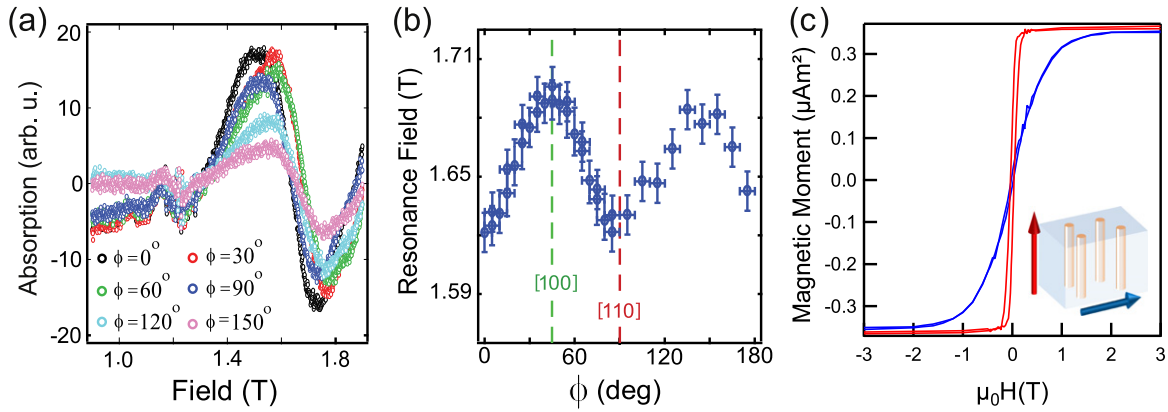 (a)
Absorption (arb. u.)
20
10
0
-10
-20
1.0
1.4
1.8
Field (T)
ϕ=0°
ϕ=30°
ϕ=60°
ϕ=90°
ϕ=120°
ϕ=150°
(b)
Resonance Field (T)
1.71
1.65
1.59
[100]
[110]
0
60
120
180
ϕ (deg)
(c)
Magnetic Moment (µAm²)
0.3
0.2
0.1
0.0
-0.1
-0.2
-0.3
-3
-2
-1
0
1
2
3
µ₀H(T)